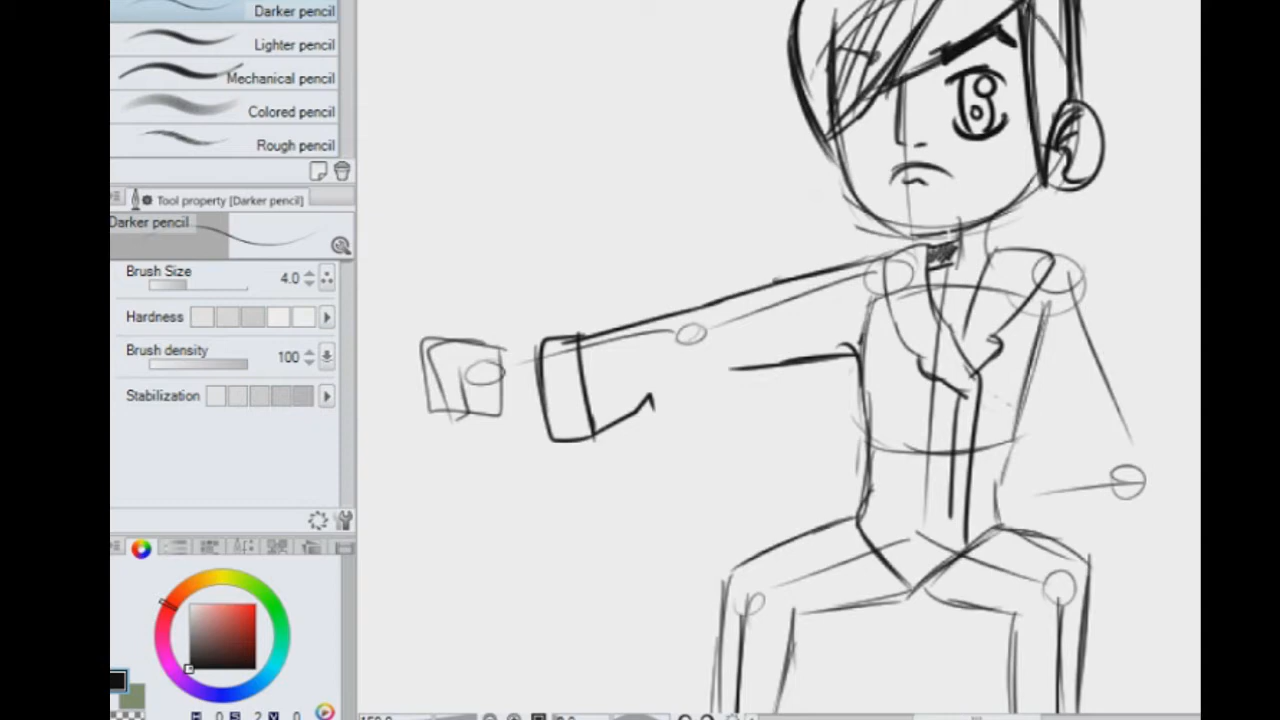 Darker pencil
Lighter pencil
Mechanical pencil
Colored pencil
Rough pencil
Tool property [Darker pencil]
Darker pencil
Brush Size 4.0
Hardness
Brush density 100
Stabilization